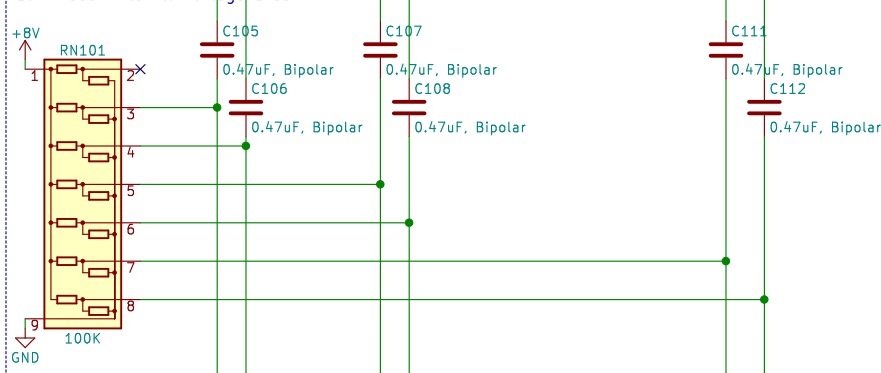 +8V
RN101
1
2
3
4
5
6
7
8
9
100K
GND
C105
0.47uF, Bipolar
C106
0.47uF, Bipolar
C107
0.47uF, Bipolar
C108
0.47uF, Bipolar
C111
0.47uF, Bipolar
C112
0.47uF, Bipolar